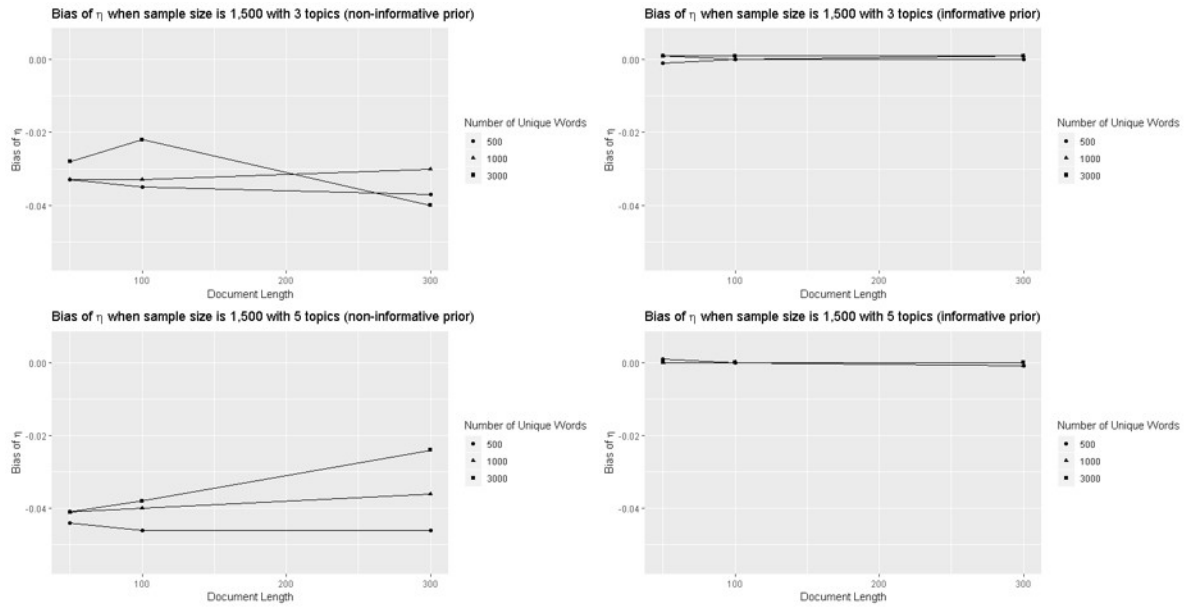 Bias of η when sample size is 1,500 with 3 topics (non-informative prior)
0.00
-0.02
-0.04
Bias of η
100
200
300
Document Length
Number of Unique Words
500
1000
3000
Bias of η when sample size is 1,500 with 3 topics (informative prior)
0.00
-0.02
-0.04
Bias of η
100
200
300
Document Length
Number of Unique Words
500
1000
3000
Bias of η when sample size is 1,500 with 5 topics (non-informative prior)
0.00
-0.02
-0.04
Bias of η
100
200
300
Document Length
Number of Unique Words
500
1000
3000
Bias of η when sample size is 1,500 with 5 topics (informative prior)
0.00
-0.02
-0.04
Bias of η
100
200
300
Document Length
Number of Unique Words
500
1000
3000